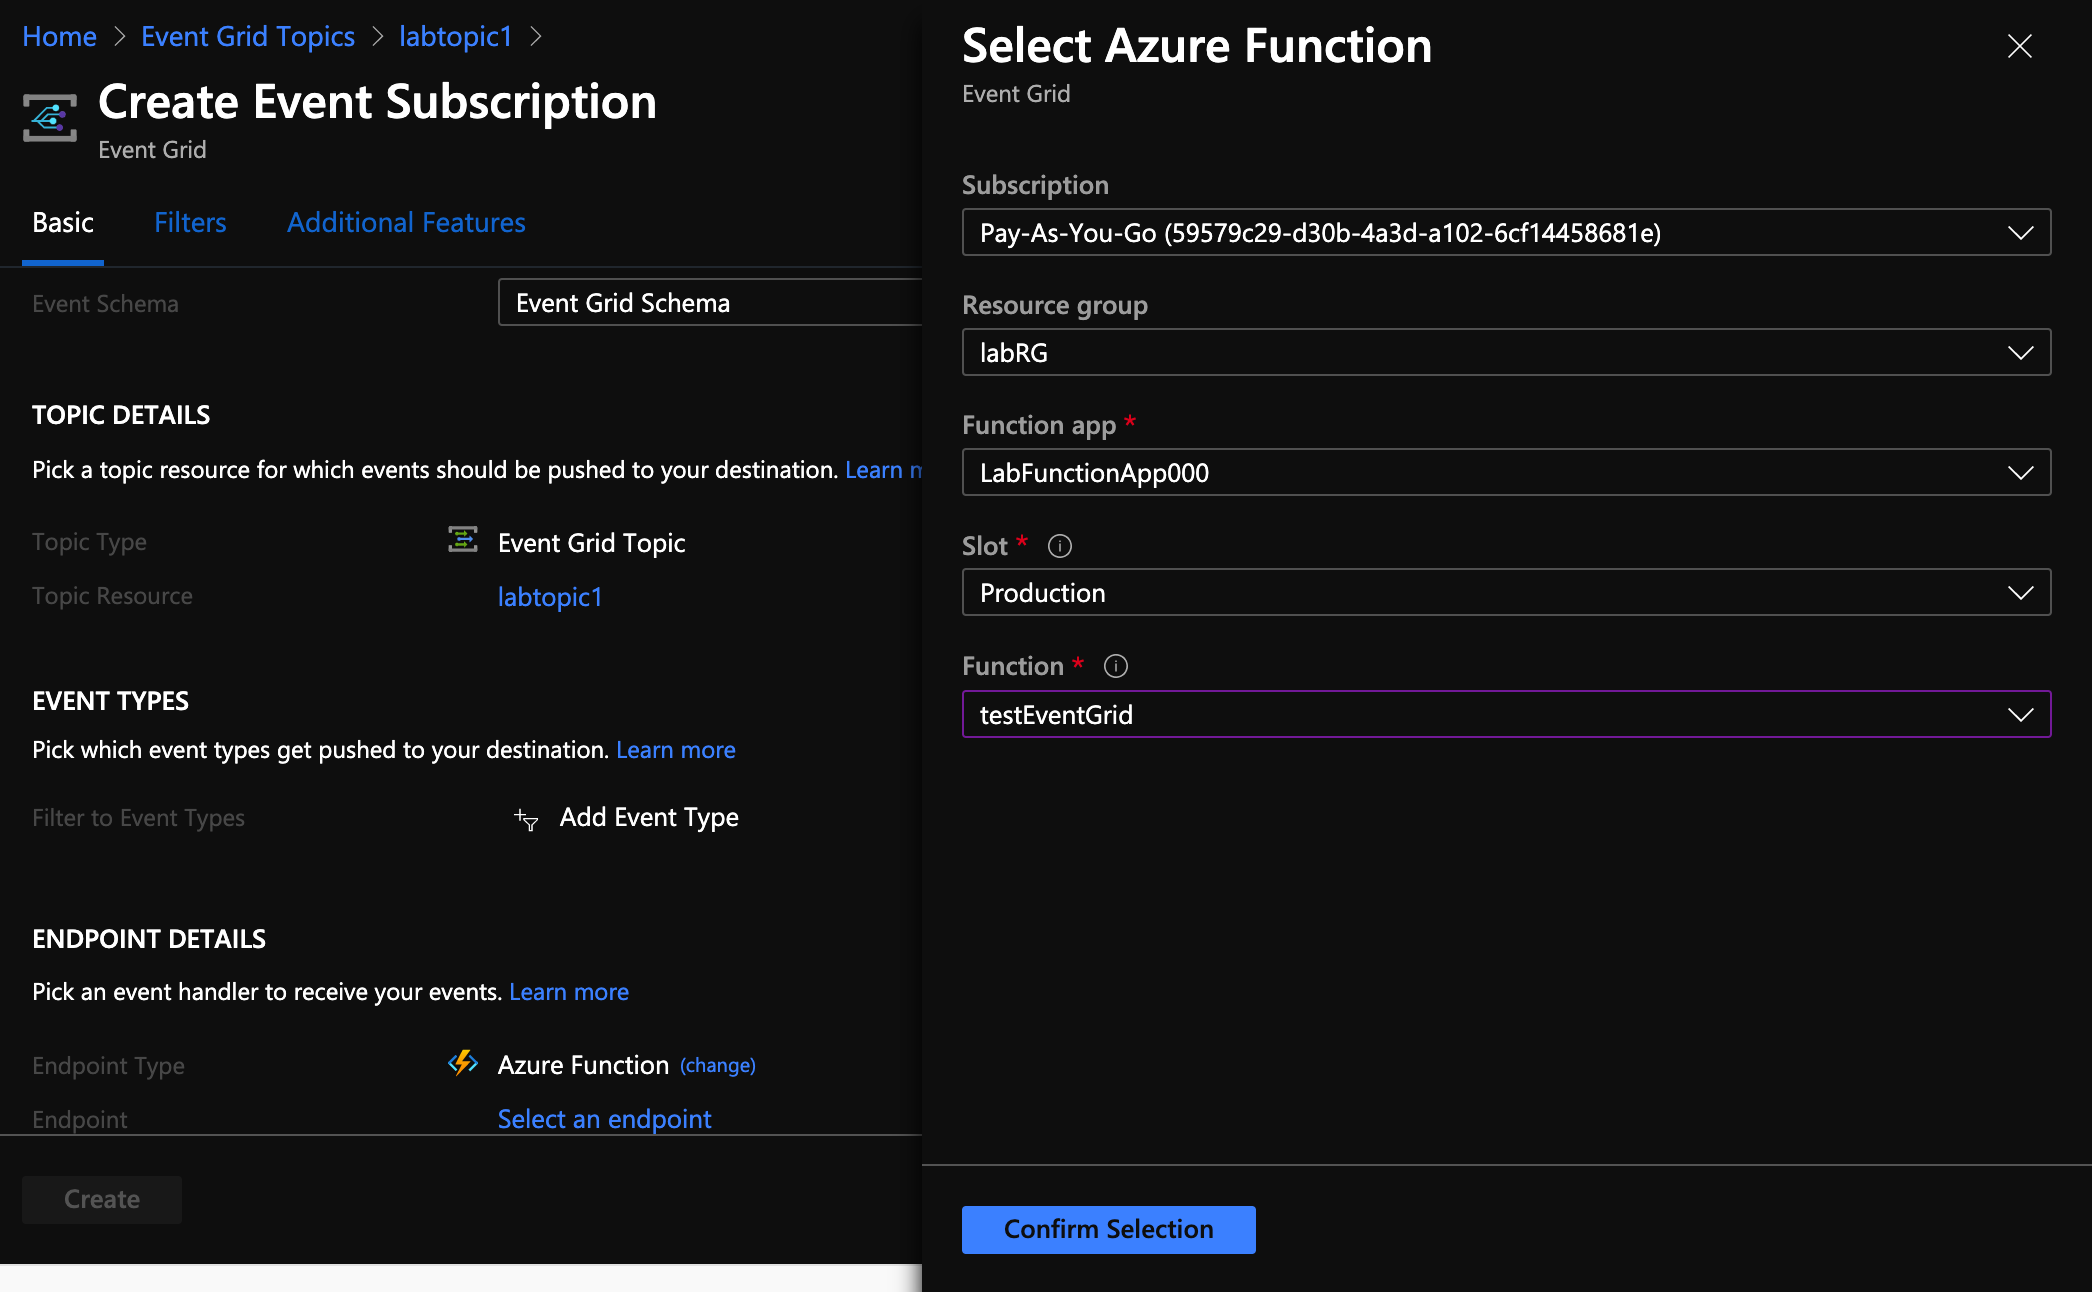 Home > Event Grid Topics > labtopic1 >
Create Event Subscription
Event Grid
Basic Filters Additional Features
Event Schema Event Grid Schema
TOPIC DETAILS
Pick a topic resource for which events should be pushed to your destination. Learn
Topic Type Event Grid Topic
Topic Resource labtopic1
EVENT TYPES
Pick which event types get pushed to your destination. Learn more
Filter to Event Types Add Event Type
ENDPOINT DETAILS
Pick an event handler to receive your events. Learn more
Endpoint Type Azure Function (change)
Endpoint Select an endpoint
Create
Select Azure Function
Event Grid
Subscription
Pay-As-You-Go (59579c29-d30b-4a3d-a102-6cf14458681e)
Resource group
labRG
Function app *
LabFunctionApp000
Slot *
Production
Function *
testEventGrid
Confirm Selection